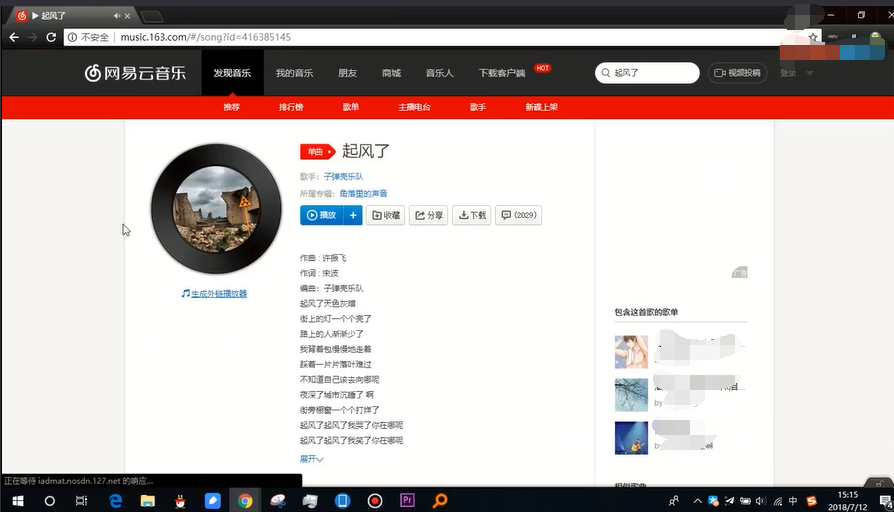 起风了
不安全 | music.163.com/#/song?id=416385145
网易云音乐
发现音乐
我的音乐
朋友
商城
音乐人
下载客户端
HOT
起风了
视频投稿
登录
推荐
排行榜
歌单
主播电台
歌手
新碟上架
单曲
起风了
歌手：子弹壳乐队
所属专辑：角落里的声音
播放
+
收藏
分享
下载
(2029)
生成外链播放器
作曲 : 许振飞
作词 : 宋波
编曲：子弹壳乐队
起风了天色灰暗
街上的灯一个个亮了
路上的人渐渐少了
我背着包慢慢地走着
踩着一片片落叶难过
不知道自己该去向哪呢
夜深了城市沉睡了 啊
街旁橱窗一个个打烊了
起风了起风了我哭了你在哪呢
起风了起风了我笑了你在哪呢
展开
广告
包含这首歌的歌单
by
by
相似歌曲
正在等待 iadmat.nosdn.127.net 的响应...
Pr
中
15:15
2018/7/12